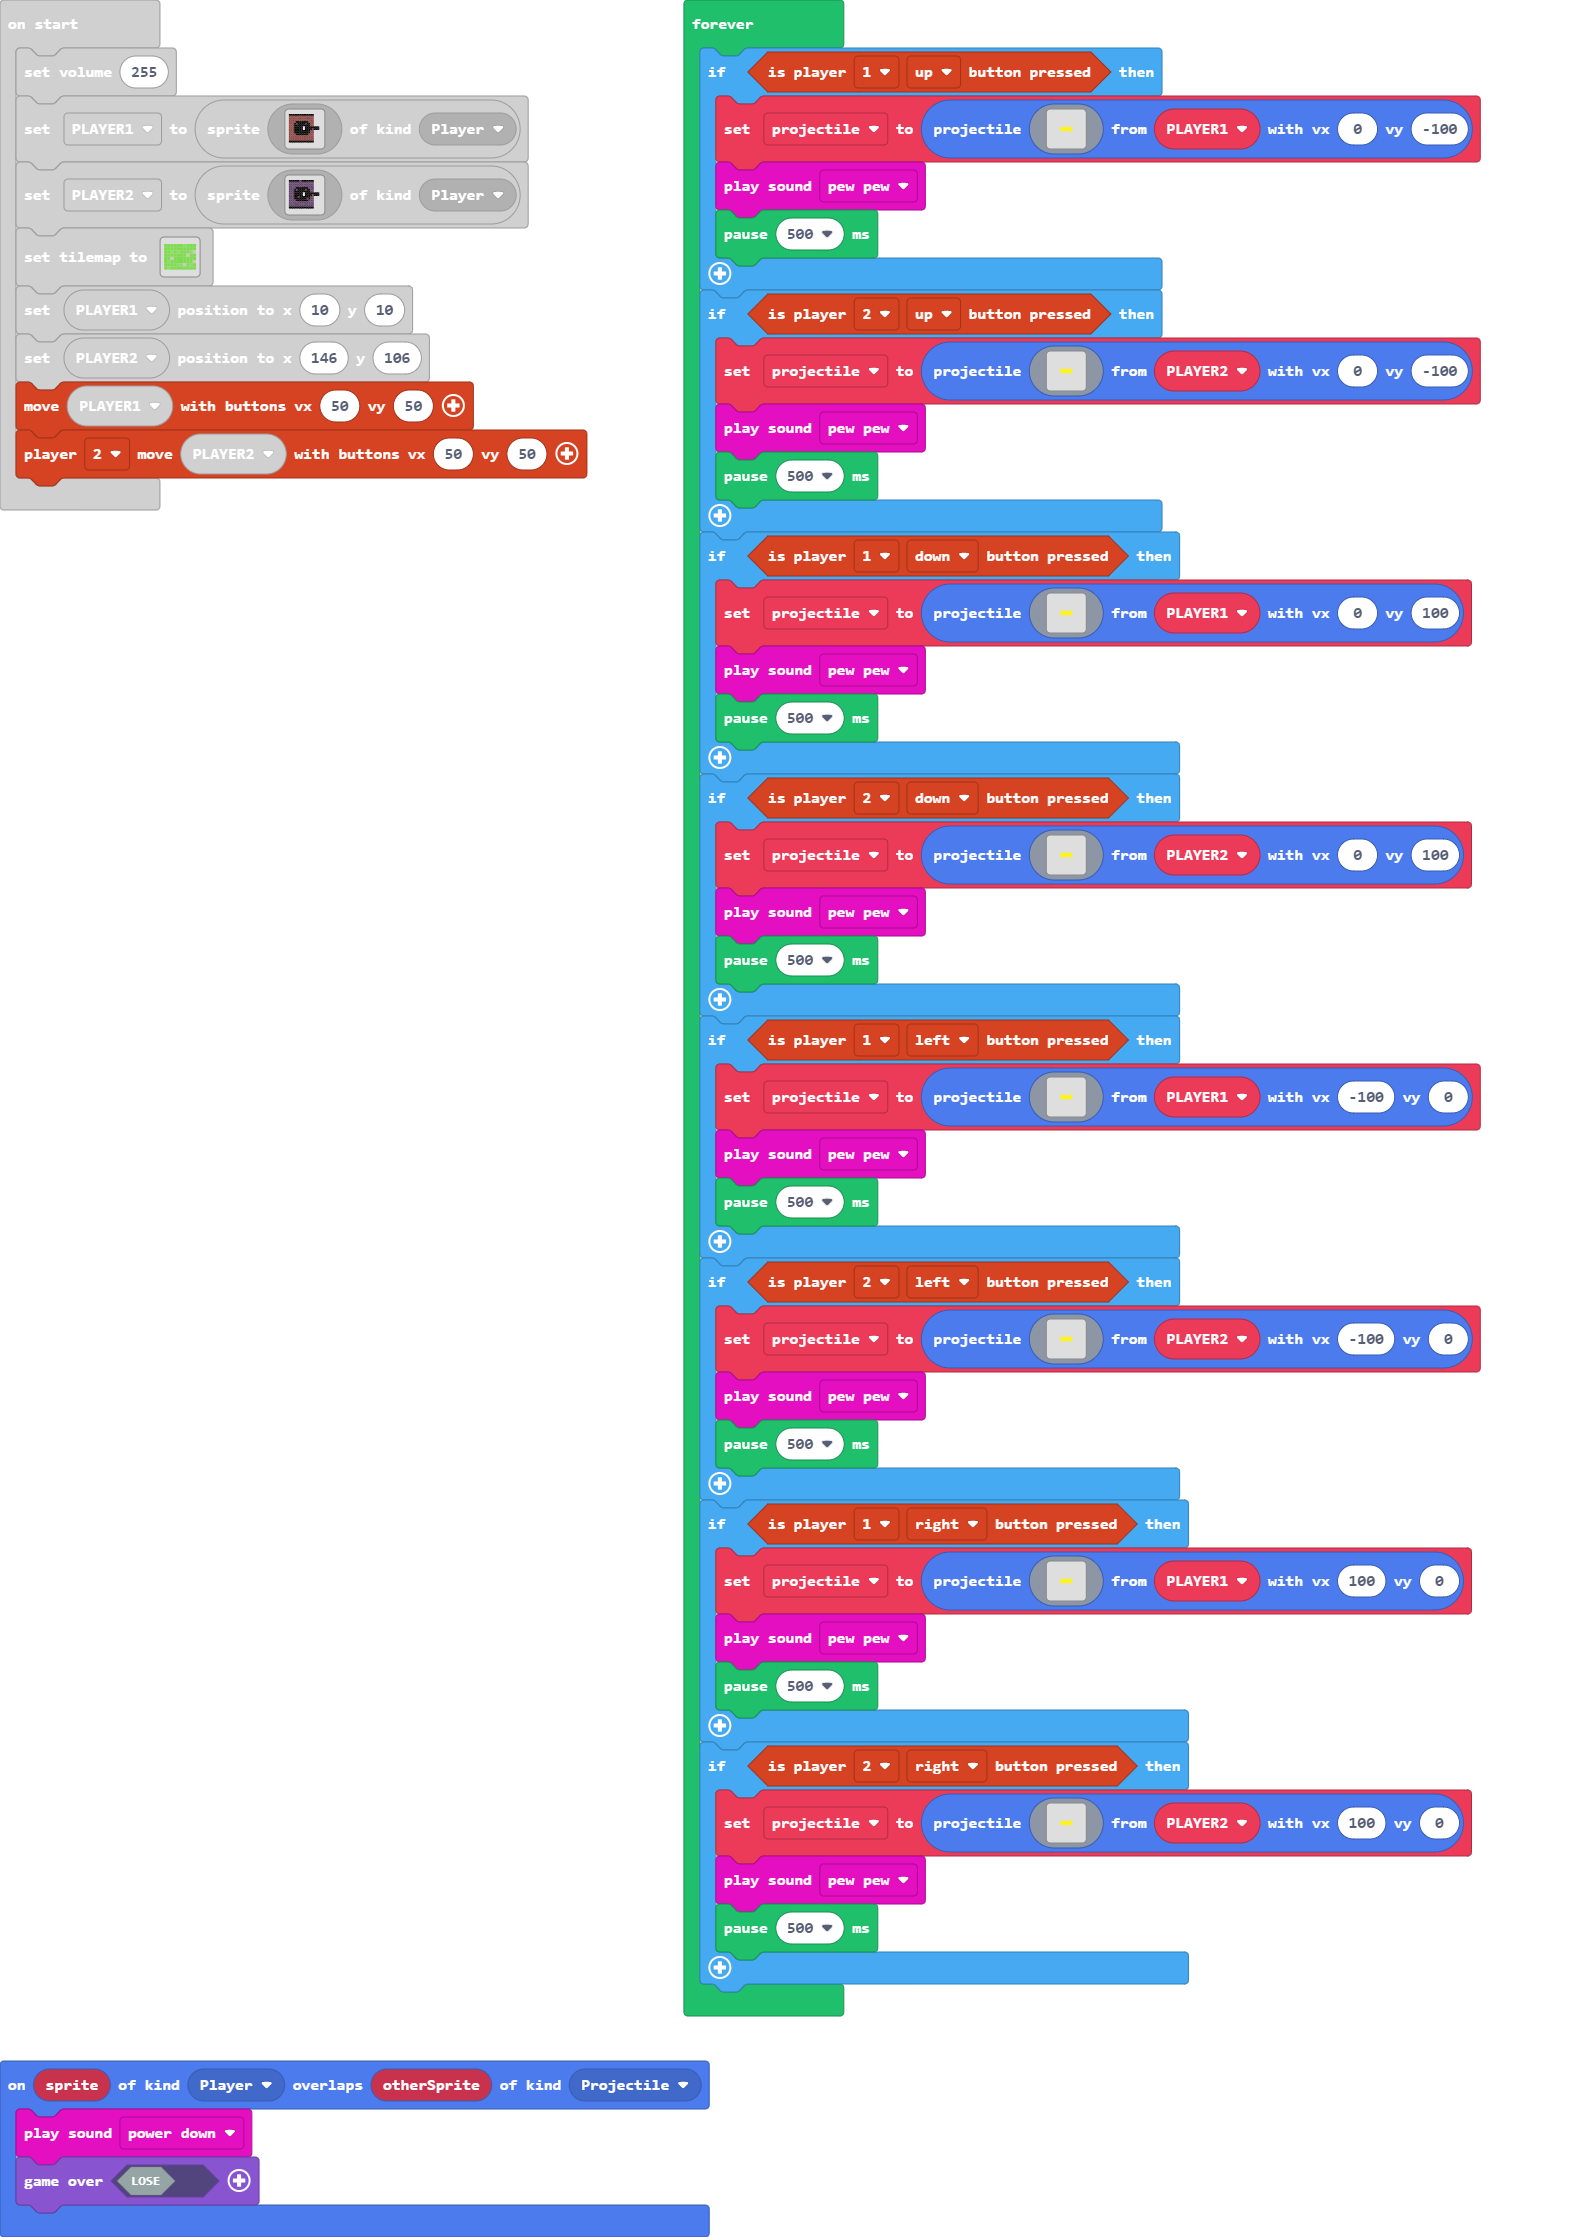 on start
set volume 255
set PLAYER1 to sprite of kind Player
set PLAYER2 to sprite of kind Player
set tilemap to
set PLAYER1 position to x 10 y 10
set PLAYER2 position to x 146 y 106
move PLAYER1 with buttons vx 50 vy 50
player 2 move PLAYER2 with buttons vx 50 vy 50
forever
if is player 1 up button pressed then
set projectile to projectile from PLAYER1 with vx 0 vy -100
play sound pew pew
pause 500 ms
if is player 2 up button pressed then
set projectile to projectile from PLAYER2 with vx 0 vy -100
play sound pew pew
pause 500 ms
if is player 1 down button pressed then
set projectile to projectile from PLAYER1 with vx 0 vy 100
play sound pew pew
pause 500 ms
if is player 2 down button pressed then
set projectile to projectile from PLAYER2 with vx 0 vy 100
play sound pew pew
pause 500 ms
if is player 1 left button pressed then
set projectile to projectile from PLAYER1 with vx -100 vy 0
play sound pew pew
pause 500 ms
if is player 2 left button pressed then
set projectile to projectile from PLAYER2 with vx -100 vy 0
play sound pew pew
pause 500 ms
if is player 1 right button pressed then
set projectile to projectile from PLAYER1 with vx 100 vy 0
play sound pew pew
pause 500 ms
if is player 2 right button pressed then
set projectile to projectile from PLAYER2 with vx 100 vy 0
play sound pew pew
pause 500 ms
on sprite of kind Player overlaps otherSprite of kind Projectile
play sound power down
game over LOSE